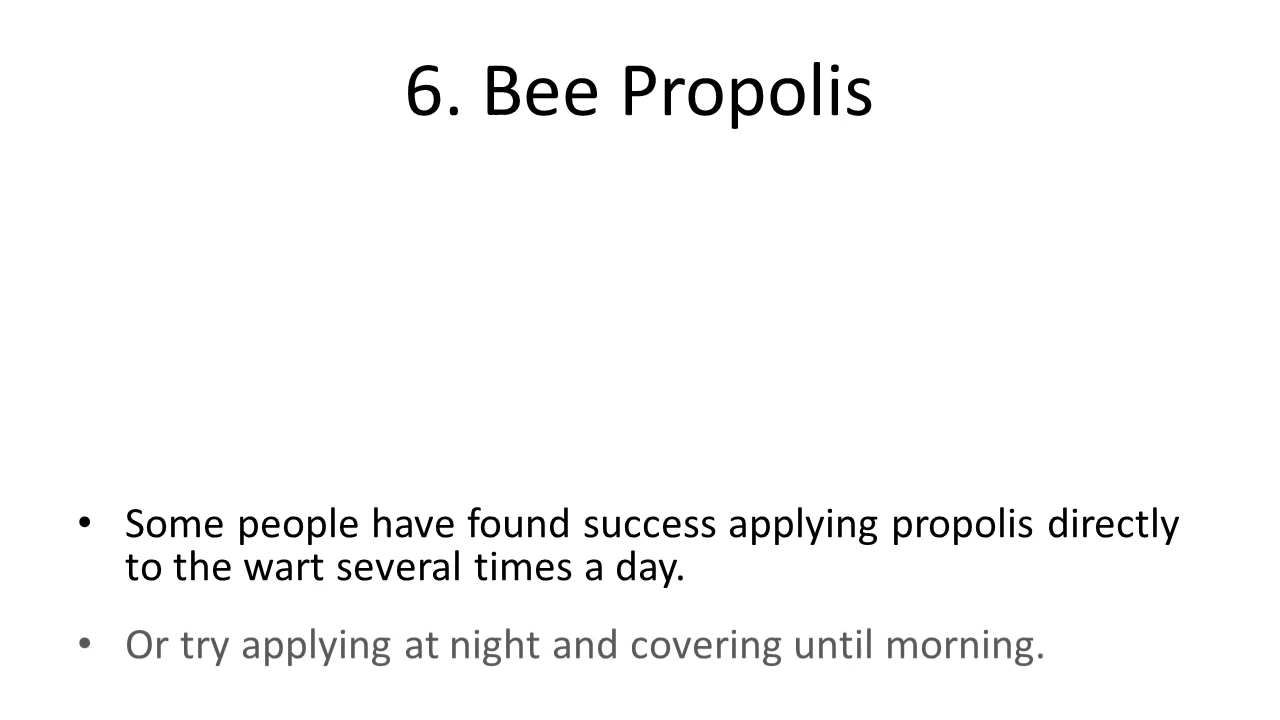 6. Bee Propolis
• Some people have found success applying propolis directly
to the wart several times a day.
• Or try applying at night and covering until morning.